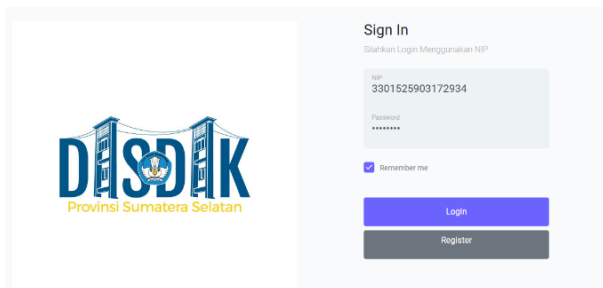 DISDIK
Provinsi Sumatera Selatan
Sign In
Silahkan Login Menggunakan NIP
NIP
3301525903172934
Password
••••••••
Remember me
Login
Register